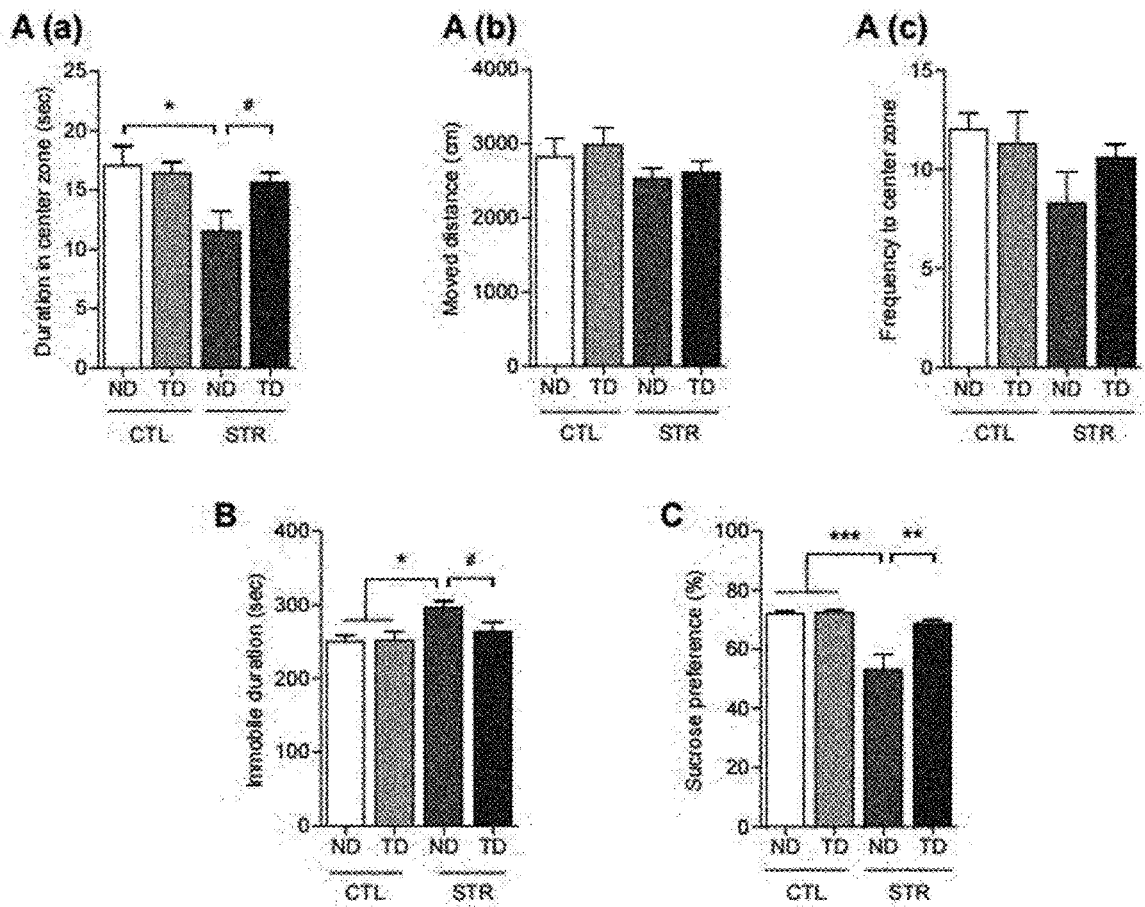 A (a)
Duration in center zone (sec)
25
20
15
10
5
0
*
#
ND TD ND TD
CTL STR
A (b)
Moved distance (cm)
4000
3000
2000
1000
0
ND TD ND TD
CTL STR
A (c)
Frequency to center zone
15
10
5
0
ND TD ND TD
CTL STR
B
Immobile duration (sec)
400
300
200
100
0
*
#
ND TD ND TD
CTL STR
C
Sucrose preference (%)
100
80
60
40
20
0
***
**
ND TD ND TD
CTL STR